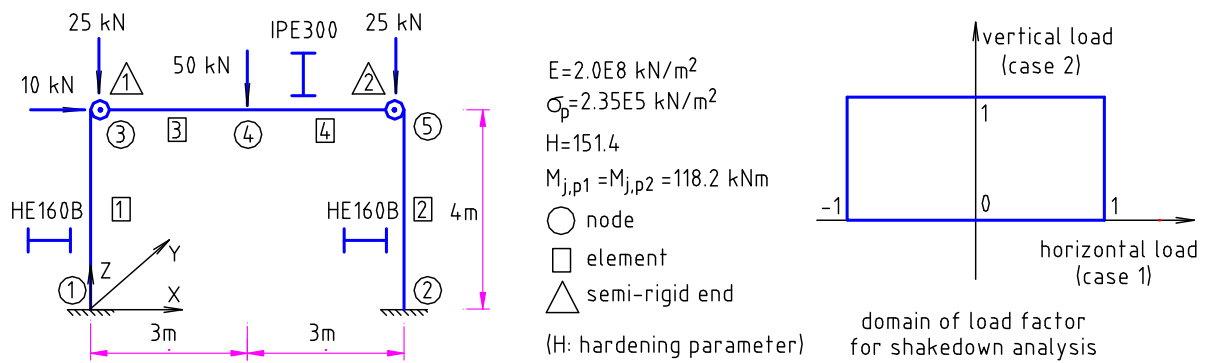 25 kN
IPE300
25 kN
10 kN
1
50 kN
2
3
3
4
4
5
HE160B
1
HE160B
2
4m
1
Z
Y
X
2
3m
3m
E=2.0E8 kN/m²
σp=2.35E5 kN/m²
H=151.4
Mj,p1 =Mj,p2 =118.2 kNm
node
element
semi-rigid end
(H: hardening parameter)
vertical load
(case 2)
1
-1
0
1
horizontal load
(case 1)
domain of load factor
for shakedown analysis